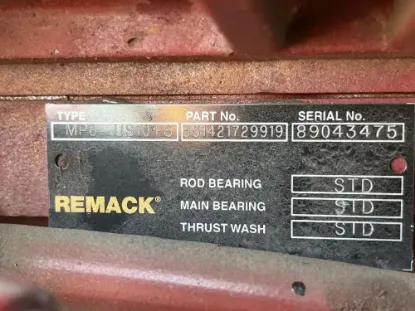 TYPE PART No. SERIAL No.
89043475
ROD BEARING STD
REMACK® MAIN BEARING STD
THRUST WASH STD